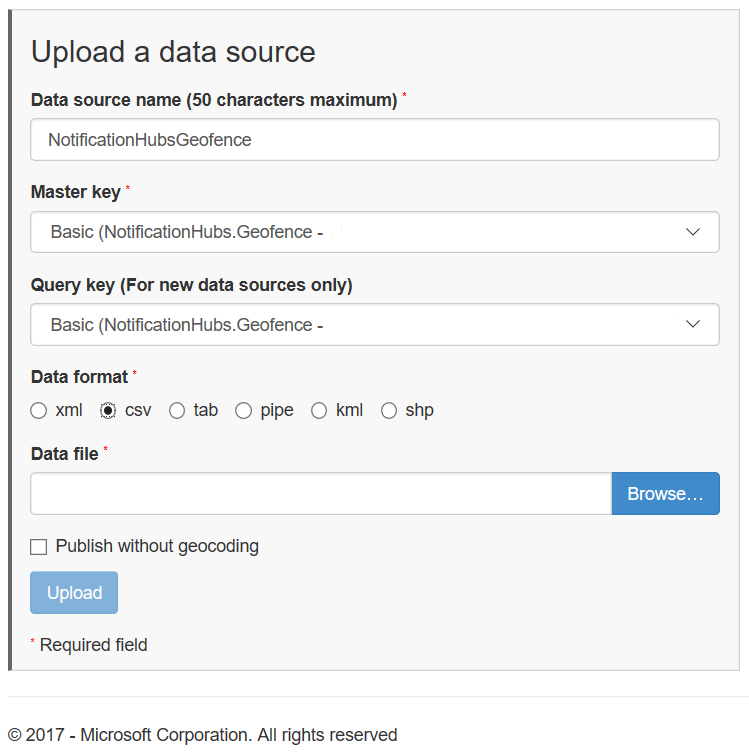 Upload a data source
Data source name (50 characters maximum) *
NotificationHubsGeofence
Master key *
Basic (NotificationHubs.Geofence -
Query key (For new data sources only)
Basic (NotificationHubs.Geofence -
Data format *
xml csv tab pipe kml shp
Data file *
Browse...
Publish without geocoding
Upload
* Required field
© 2017 - Microsoft Corporation. All rights reserved